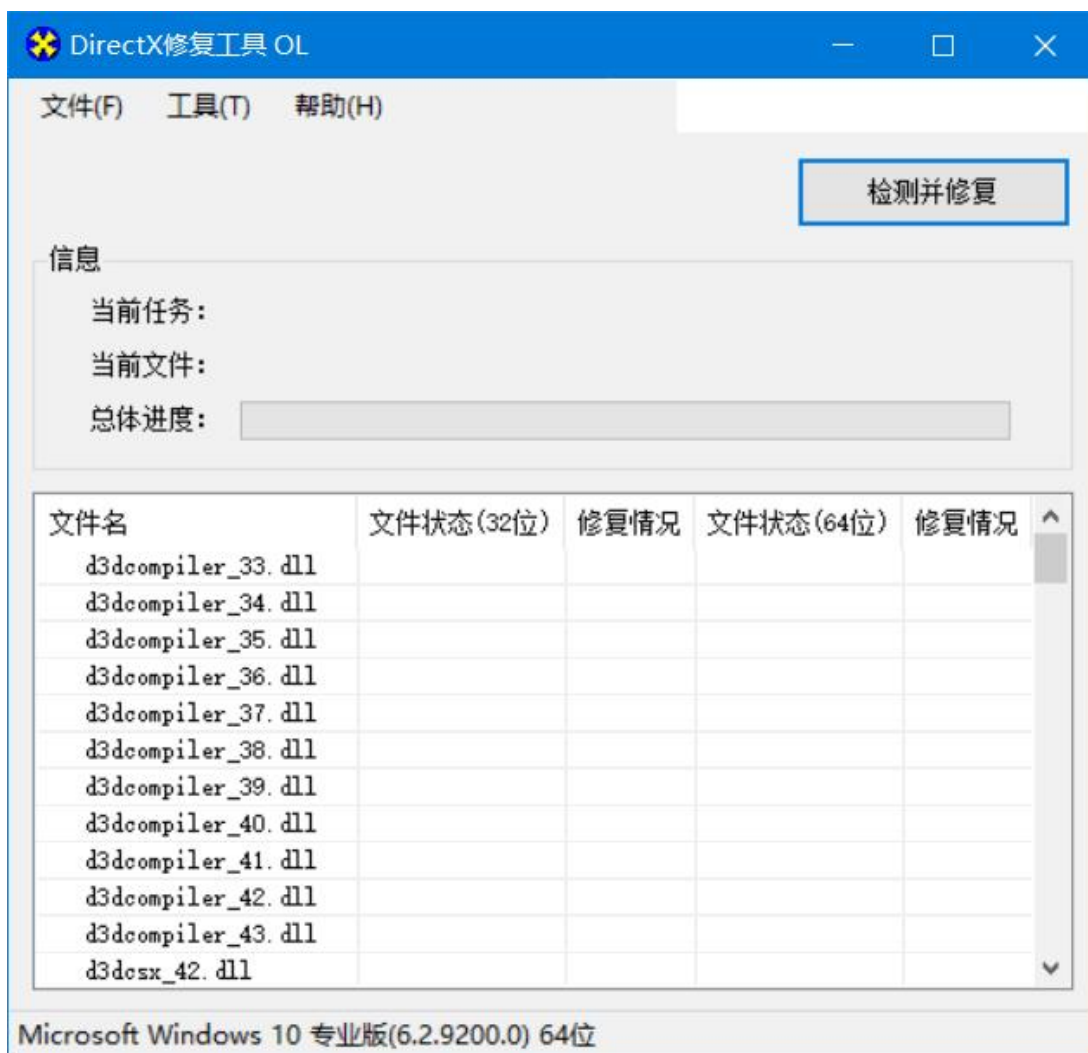 DirectX修复工具 OL
文件(F) 工具(T) 帮助(H)
检测并修复
信息
当前任务：
当前文件：
总体进度：
文件名 文件状态(32位) 修复情况 文件状态(64位) 修复情况
d3dcompiler_33.dll
d3dcompiler_34.dll
d3dcompiler_35.dll
d3dcompiler_36.dll
d3dcompiler_37.dll
d3dcompiler_38.dll
d3dcompiler_39.dll
d3dcompiler_40.dll
d3dcompiler_41.dll
d3dcompiler_42.dll
d3dcompiler_43.dll
d3dcsx_42.dll
Microsoft Windows 10 专业版(6.2.9200.0) 64位